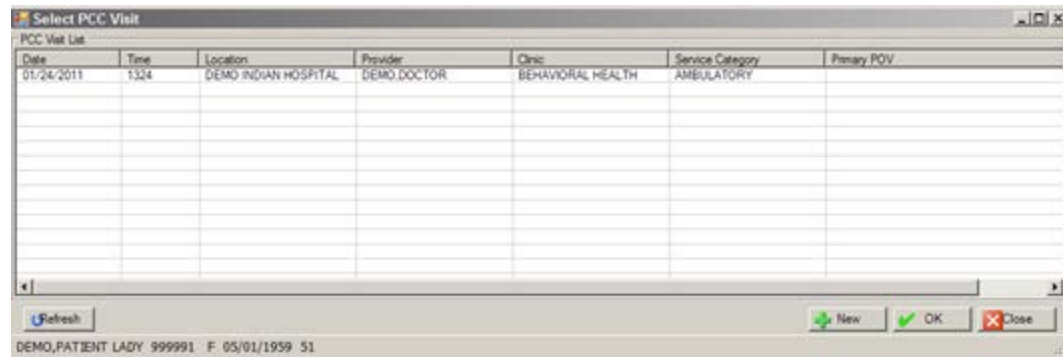 Select PCC Visit
PCC Visit List
Date Time Location Provider Clinic Service Category Primary POV
01/24/2011 1324 DEMO INDIAN HOSPITAL DEMO,DOCTOR BEHAVIORAL HEALTH AMBULATORY
Refresh New OK Close
DEMO,PATIENT LADY 999991 F 05/01/1959 51